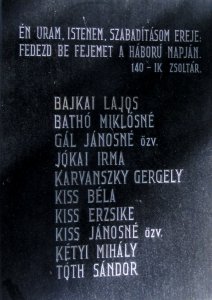 ÉN URAM, ISTENEM, SZABADÍTÁSOM EREJE:
FEDEZD BE FEJEMET A HÁBORÚ NAPJÁN.
140-IK ZSOLTÁR.
BAJKAI LAJOS
BATHÓ MIKLÓSNÉ
GÁL JÁNOSNÉ ÖZV.
JÓKAI IRMA
KARVANSZKY GERGELY
KISS BÉLA
KISS ERZSIKE
KISS JÁNOSNÉ ÖZV.
KÉTYI MIHÁLY
TÓTH SÁNDOR